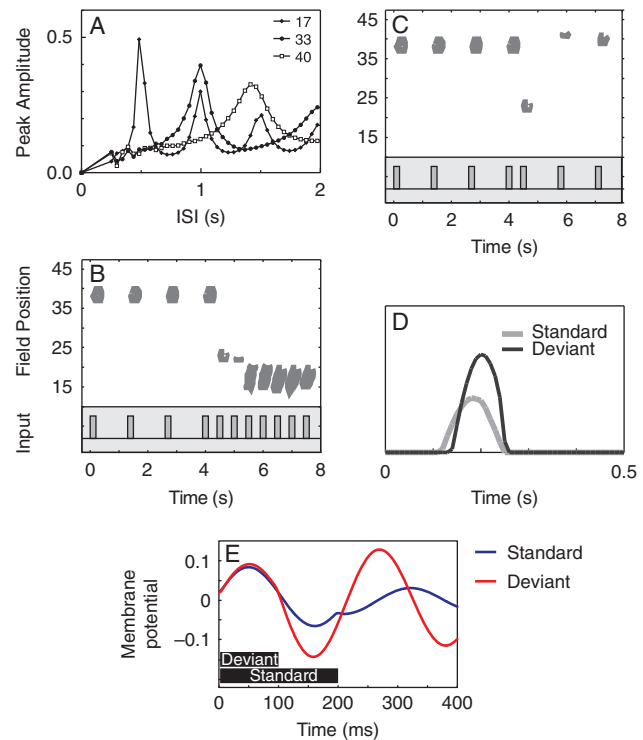 A
17
33
40
Peak Amplitude
0.5
0.0
0
1
2
ISI (s)
C
45
35
25
15
0
2
4
6
8
Time (s)
B
Field Position
45
35
25
15
Input
0
2
4
6
8
Time (s)
D
Standard
Deviant
0
0.5
Time (s)
E
Standard
Deviant
Membrane
potential
0.1
0
−0.1
Deviant
Standard
0
100
200
300
400
Time (ms)